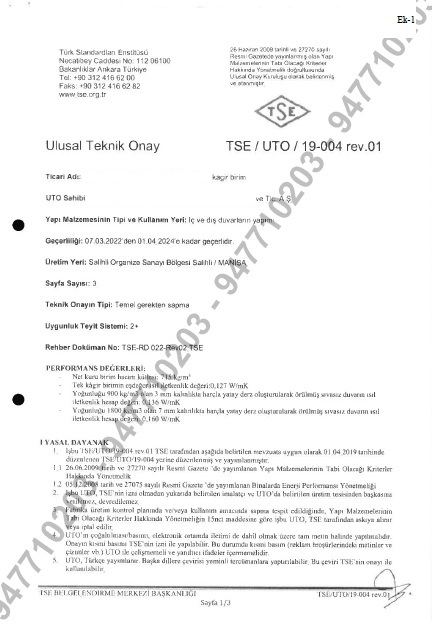 Ek-1
Türk Standardları Enstitüsü
Necatibey Caddesi No: 112 06100
Bakanlıklar Ankara Türkiye
Tel: +90 312 416 62 00
Faks: +90 312 416 62 82
www.tse.org.tr
26 Haziran 2009 tarihli ve 27270 sayılı
Resmi Gazetede yayınlanmış olan Yapı
Malzemelerinin Tabi Olacağı Kriterler
Hakkında Yönetmelik doğrultusunda
Ulusal Onay Kuruluşu olarak belirlenmiş
ve atanmıştır.
TSE
Ulusal Teknik Onay
TSE / UTO / 19-004 rev.01
Ticari Adı:
kagir birim
UTO Sahibi
ve Tic. A.Ş.
Yapı Malzemesinin Tipi ve Kullanım Yeri: İç ve dış duvarların yapımı
Geçerliliği: 07.03.2022'den 01.04.2024'e kadar geçerlidir.
Üretim Yeri: Salihli Organize Sanayi Bölgesi Salihli / MANİSA
Sayfa Sayısı: 3
Teknik Onayın Tipi: Temel gerekten sapma
Uygunluk Teyit Sistemi: 2+
Rehber Doküman No: TSE-RD 022-Rev02 TSE
PERFORMANS DEĞERLERİ:
- Net kuru birim hacim kütlesi: 715 kg/m³
- Tek kâgir birimin eşdeğer ısıl iletkenlik değeri:0,127 W/mK
- Yoğunluğu 900 kg/m³ olan 3 mm kalınlıkta harçla yatay derz oluşturularak örülmüş sıvasız duvarın ısıl
iletkenlik hesap değeri: 0,136 W/mK
- Yoğunluğu 1800 kg/m³ olan 7 mm kalınlıkta harçla yatay derz oluşturularak örülmüş sıvasız duvarın ısıl
iletkenlik hesap değeri: 0,160 W/mK
I YASAL DAYANAK
1. İşbu TSE/UTO/19-004 rev.01 TSE tarafından aşağıda belirtilen mevzuata uygun olarak 01.04.2019 tarihinde
düzenlenen TSE/UTO/19-004 yerine düzenlenmiş ve yayınlanmıştır.
1.1 26.06.2009 tarih ve 27270 sayılı Resmi Gazete 'de yayımlanan Yapı Malzemelerinin Tabi Olacağı Kriterler
Hakkında Yönetmelik
1.2 05.12.2008 tarih ve 27075 sayılı Resmi Gazete 'de yayımlanan Binalarda Enerji Performansı Yönetmeliği
2. İşbu UTO, TSE'nin izni olmadan yukarıda belirtilen imalatçı ve UTO'da belirtilen üretim tesisinden başkasına
verilemez, devredilemez
3. Fabrika üretim kontrol planında ve/veya kullanım amacında sapma tespit edildiğinde, Yapı Malzemelerinin
Tabi Olacağı Kriterler Hakkında Yönetmeliğin 15nci maddesine göre işbu UTO, TSE tarafından askıya alınır
veya iptal edilir.
4. UTO'ın çoğaltılması/basımı, elektronik ortamda iletimi de dahil olmak üzere tam metin halinde yapılmalıdır.
Onayın kısmi basımı TSE'nin izni ile yapılabilir. Bu durumda kısmi basım (reklam broşürlerindeki metinler ve
çizimler vb.) UTO ile çelişmemeli ve yanıltıcı ifadeler içermemelidir.
5. UTO, Türkçe yayımlanır. Başka dillere çevirisi yeminli tercümanlara yaptırılabilir. Bu çeviri TSE'nin onayı ile
kullanılabilir.
TSE BELGELENDİRME MERKEZİ BAŞKANLIĞI
TSE/UTO/19-004 rev.01
Sayfa 1/3
947710203 - 947710203 - 947710203 - 947710203